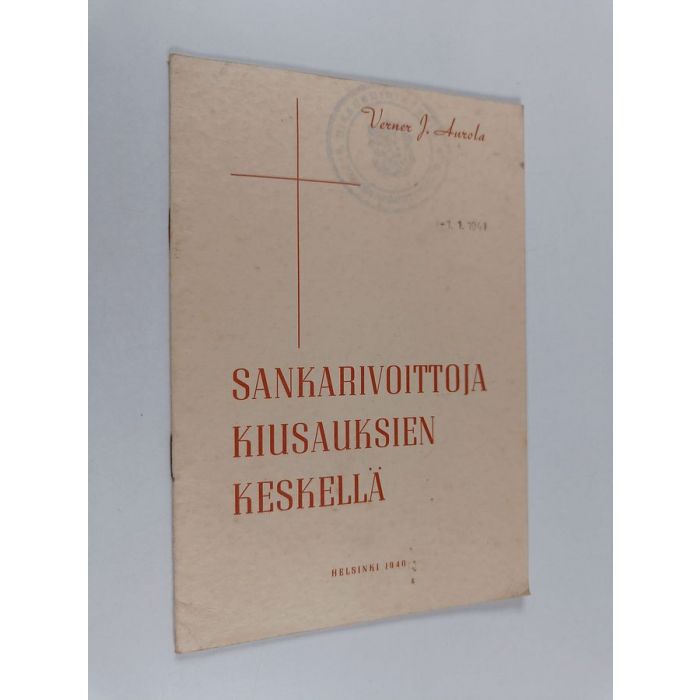 Verner J. Aurola
SANKARIVOITTOJA
KIUSAUKSIEN
KESKELLÄ
HELSINKI 1940